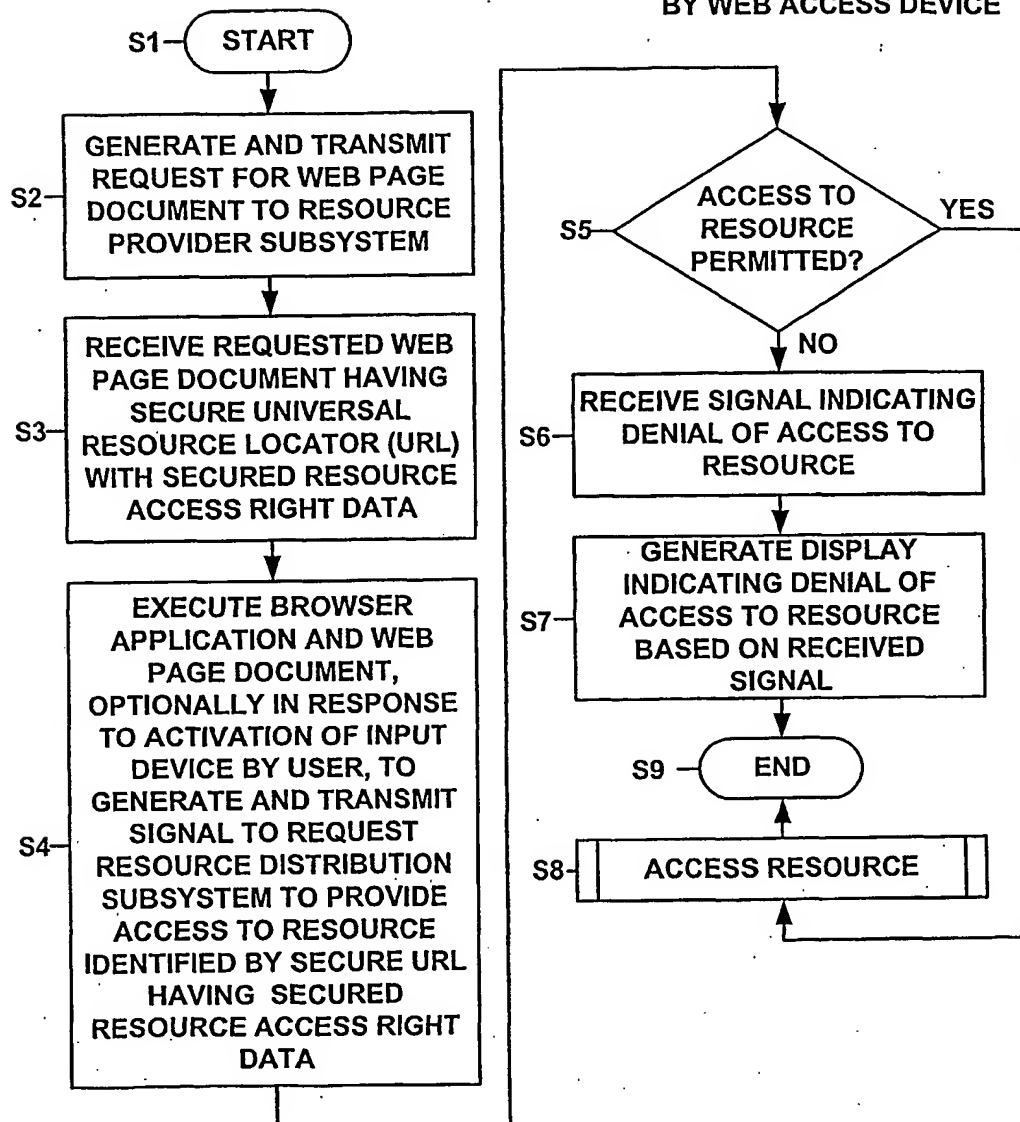 BY WEB ACCESS DEVICE
S1
START
S2
GENERATE AND TRANSMIT
REQUEST FOR WEB PAGE
DOCUMENT TO RESOURCE
PROVIDER SUBSYSTEM
S3
RECEIVE REQUESTED WEB
PAGE DOCUMENT HAVING
SECURE UNIVERSAL
RESOURCE LOCATOR (URL)
WITH SECURED RESOURCE
ACCESS RIGHT DATA
S4
EXECUTE BROWSER
APPLICATION AND WEB
PAGE DOCUMENT,
OPTIONALLY IN RESPONSE
TO ACTIVATION OF INPUT
DEVICE BY USER, TO
GENERATE AND TRANSMIT
SIGNAL TO REQUEST
RESOURCE DISTRIBUTION
SUBSYSTEM TO PROVIDE
ACCESS TO RESOURCE
IDENTIFIED BY SECURE URL
HAVING SECURED
RESOURCE ACCESS RIGHT
DATA
S5
ACCESS TO
RESOURCE
PERMITTED?
YES
NO
S6
RECEIVE SIGNAL INDICATING
DENIAL OF ACCESS TO
RESOURCE
S7
GENERATE DISPLAY
INDICATING DENIAL OF
ACCESS TO RESOURCE
BASED ON RECEIVED
SIGNAL
S9
END
S8
ACCESS RESOURCE